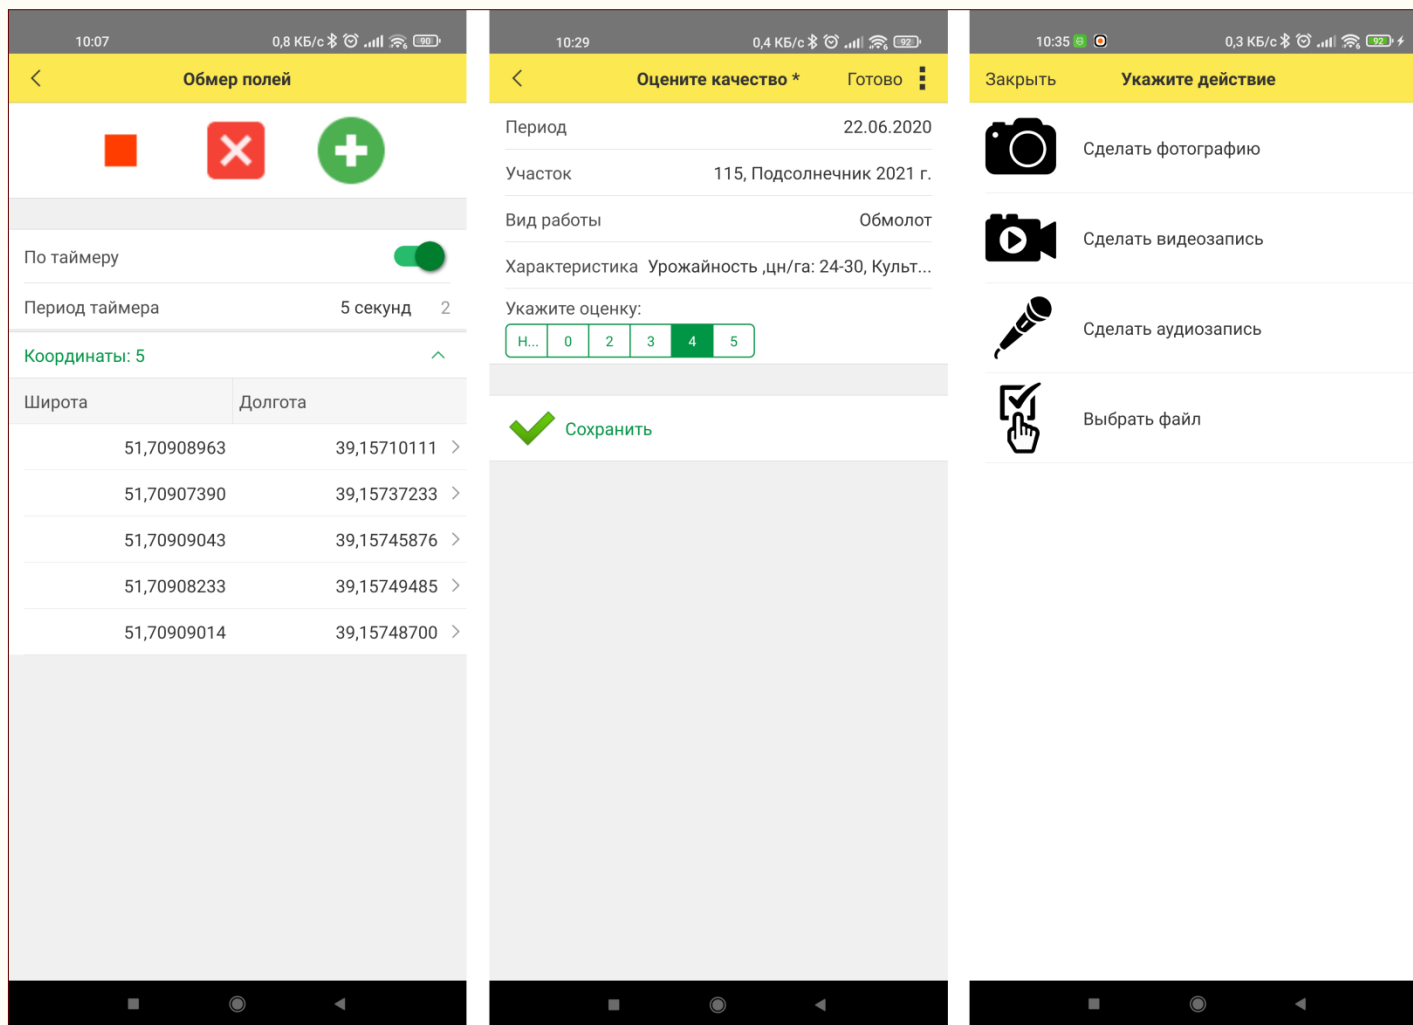 10:07 0,8 КБ/с 90
Обмер полей
По таймеру
Период таймера 5 секунд 2
Координаты: 5
Широта Долгота
51,70908963 39,15710111
51,70907390 39,15737233
51,70909043 39,15745876
51,70908233 39,15749485
51,70909014 39,15748700
10:29 0,4 КБ/с 92
Оцените качество * Готово
Период 22.06.2020
Участок 115, Подсолнечник 2021 г.
Вид работы Обмолот
Характеристика Урожайность ,цн/га: 24-30, Культ...
Укажите оценку:
Н... 0 2 3 4 5
Сохранить
10:35 0,3 КБ/с 92
Закрыть Укажите действие
Сделать фотографию
Сделать видеозапись
Сделать аудиозапись
Выбрать файл